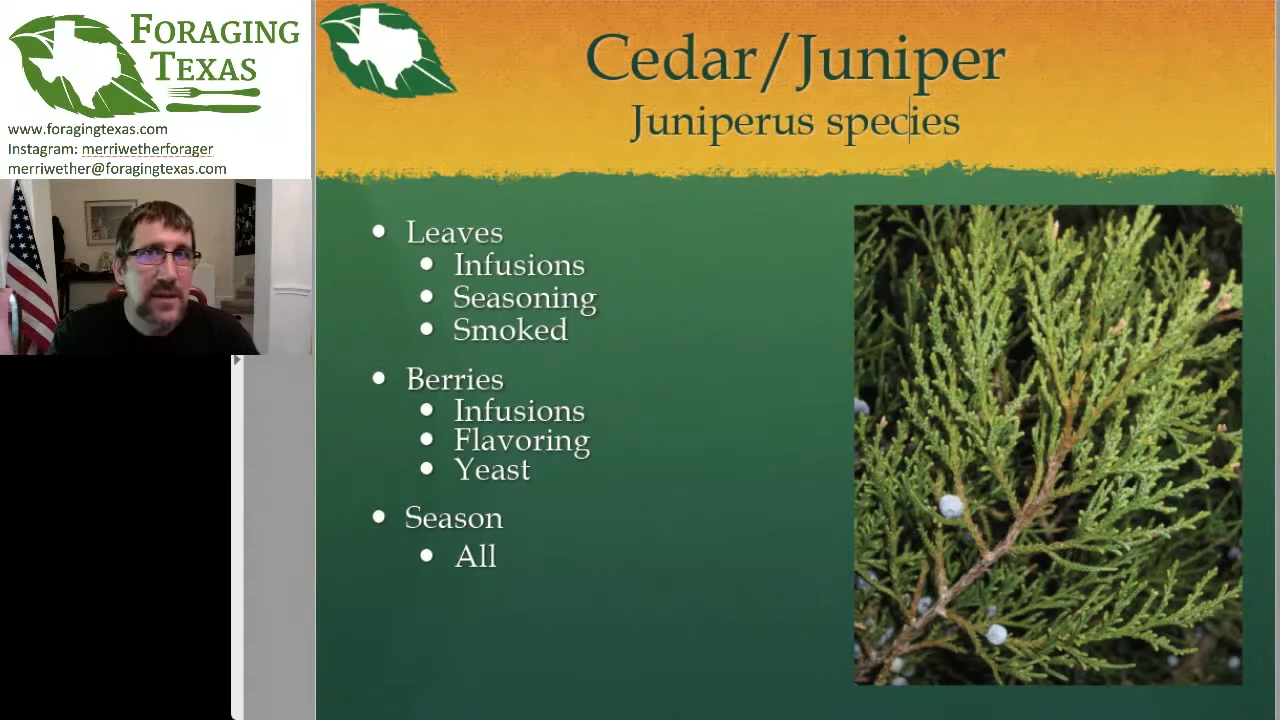 Foraging
Texas
www.foragingtexas.com
Instagram: merriwetherforager
merriwether@foragingtexas.com
Cedar/Juniper
Juniperus species
• Leaves
• Infusions
• Seasoning
• Smoked
• Berries
• Infusions
• Flavoring
• Yeast
• Season
• All